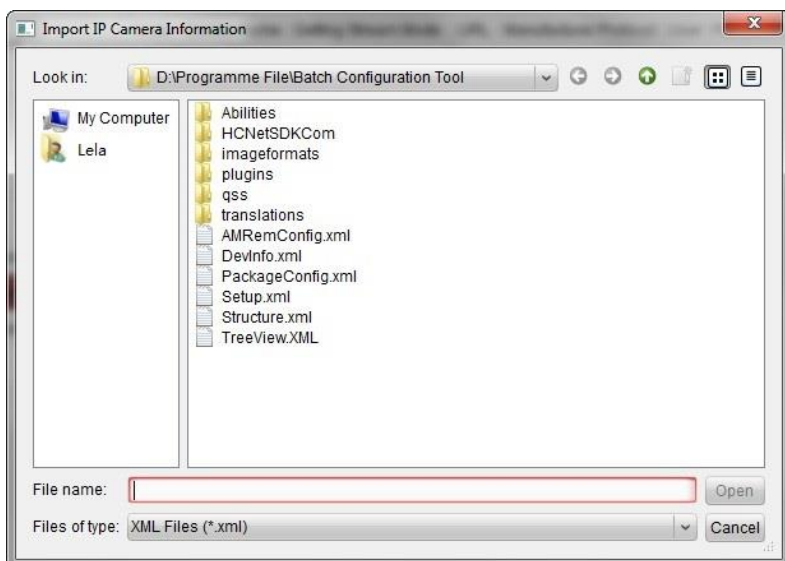 Import IP Camera Information
Look in:
D:\Programme File\Batch Configuration Tool
My Computer
Lela
Abilities
HCNetSDKCom
imageformats
plugins
qss
translations
AMRemConfig.xml
DevInfo.xml
PackageConfig.xml
Setup.xml
Structure.xml
TreeView.XML
File name:
Open
Files of type:
XML Files (*.xml)
Cancel